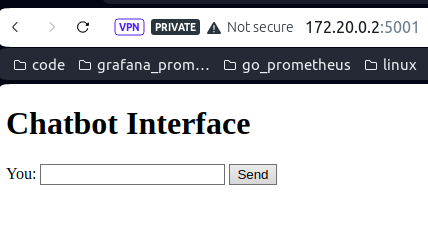 VPN PRIVATE Not secure 172.20.0.2:5001
code grafana_prom... go_prometheus linux
Chatbot Interface
You: Send